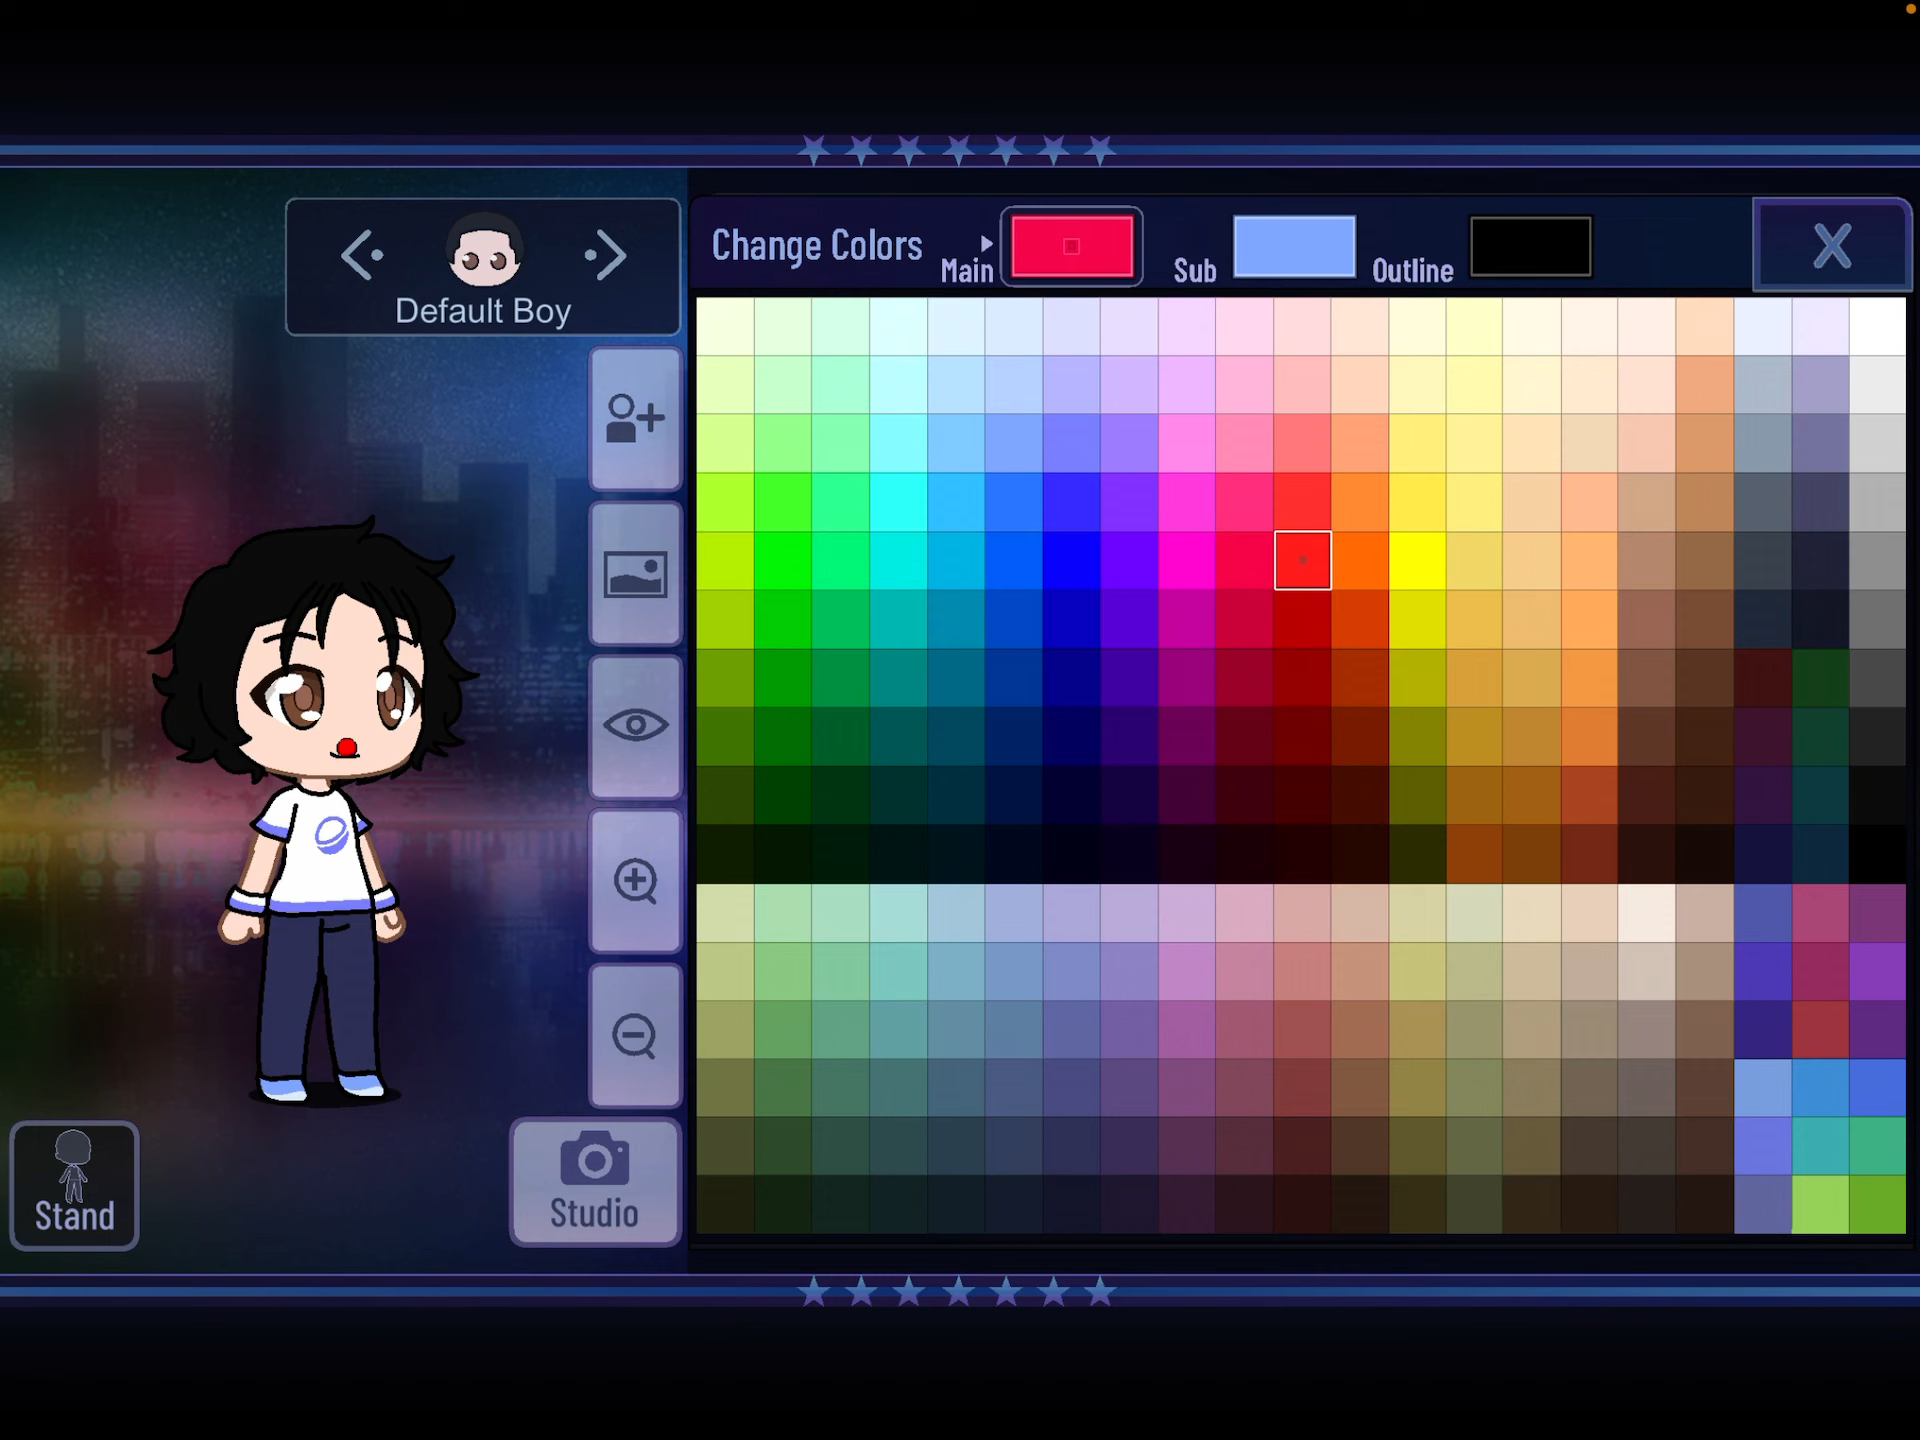 Default Boy
Change Colors
Main
Sub
Outline
X
Stand
Studio